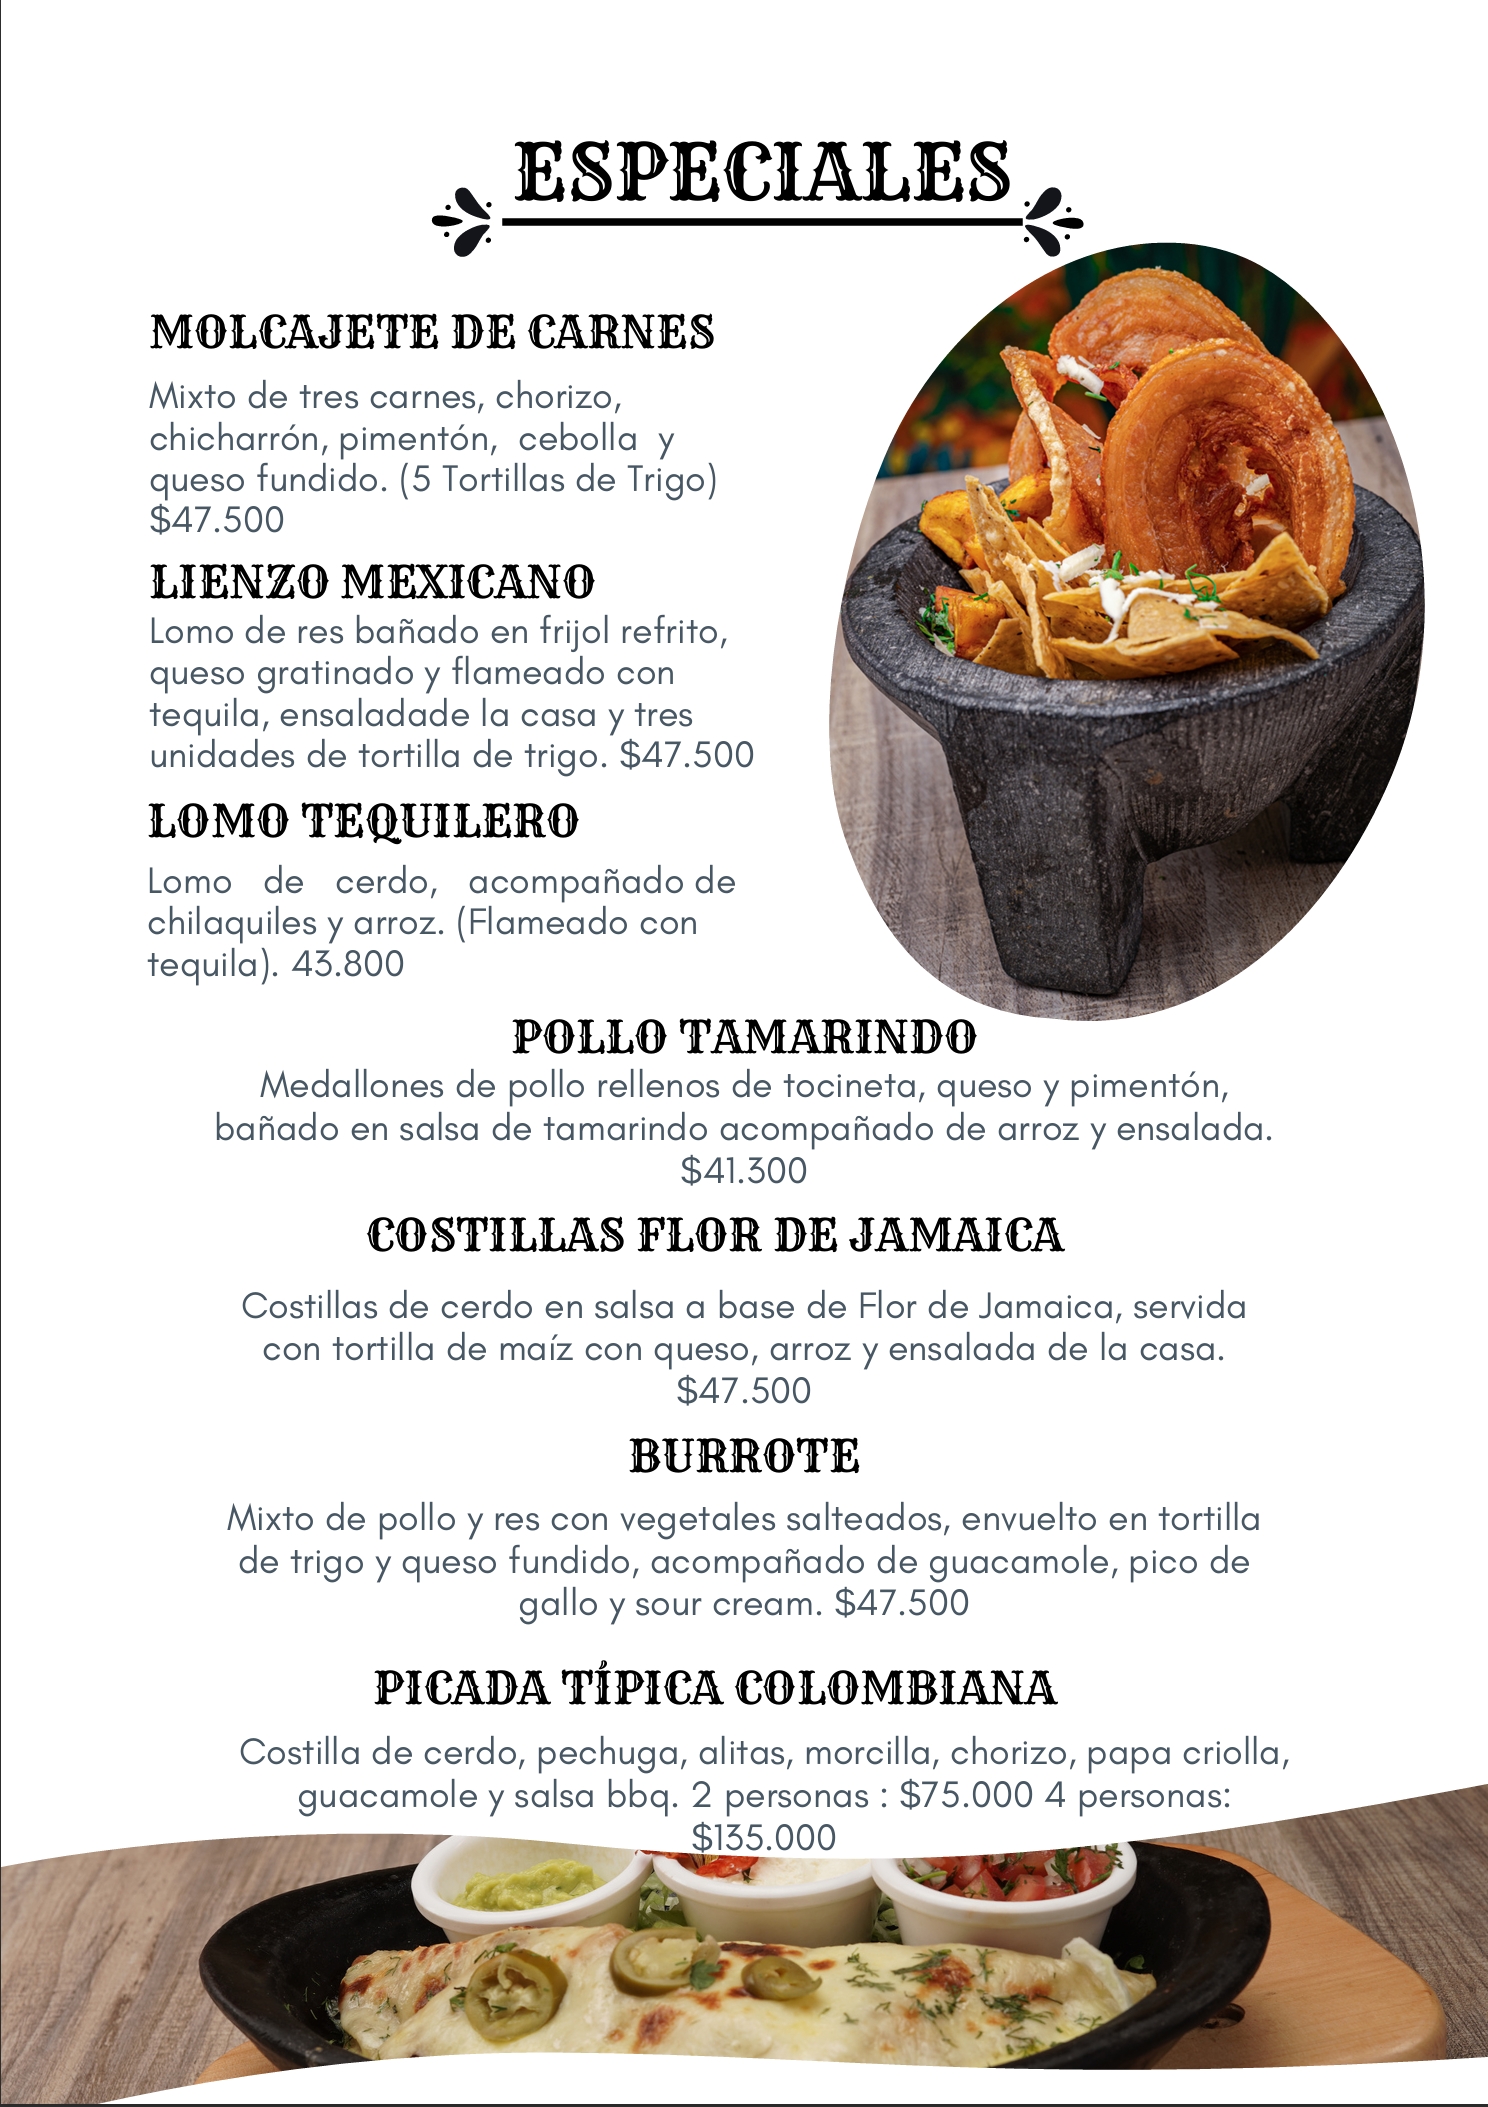 ESPECIALES
MOLCAJETE DE CARNES
Mixto de tres carnes, chorizo,
chicharrón, pimentón, cebolla y
queso fundido. (5 Tortillas de Trigo)
$47.500
LIENZO MEXICANO
Lomo de res bañado en frijol refrito,
queso gratinado y flameado con
tequila, ensaladade la casa y tres
unidades de tortilla de trigo. $47.500
LOMO TEQUILERO
Lomo de cerdo, acompañado de
chilaquiles y arroz. (Flameado con
tequila). 43.800
POLLO TAMARINDO
Medallones de pollo rellenos de tocineta, queso y pimentón,
bañado en salsa de tamarindo acompañado de arroz y ensalada.
$41.300
COSTILLAS FLOR DE JAMAICA
Costillas de cerdo en salsa a base de Flor de Jamaica, servida
con tortilla de maíz con queso, arroz y ensalada de la casa.
$47.500
BURROTE
Mixto de pollo y res con vegetales salteados, envuelto en tortilla
de trigo y queso fundido, acompañado de guacamole, pico de
gallo y sour cream. $47.500
PICADA TÍPICA COLOMBIANA
Costilla de cerdo, pechuga, alitas, morcilla, chorizo, papa criolla,
guacamole y salsa bbq. 2 personas : $75.000 4 personas:
$135.000